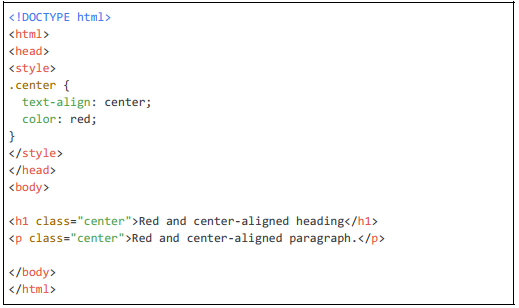 <!DOCTYPE html>
<html>
<head>
<style>
.center {
  text-align: center;
  color: red;
}
</style>
</head>
<body>

<h1 class="center">Red and center-aligned heading</h1>
<p class="center">Red and center-aligned paragraph.</p>

</body>
</html>